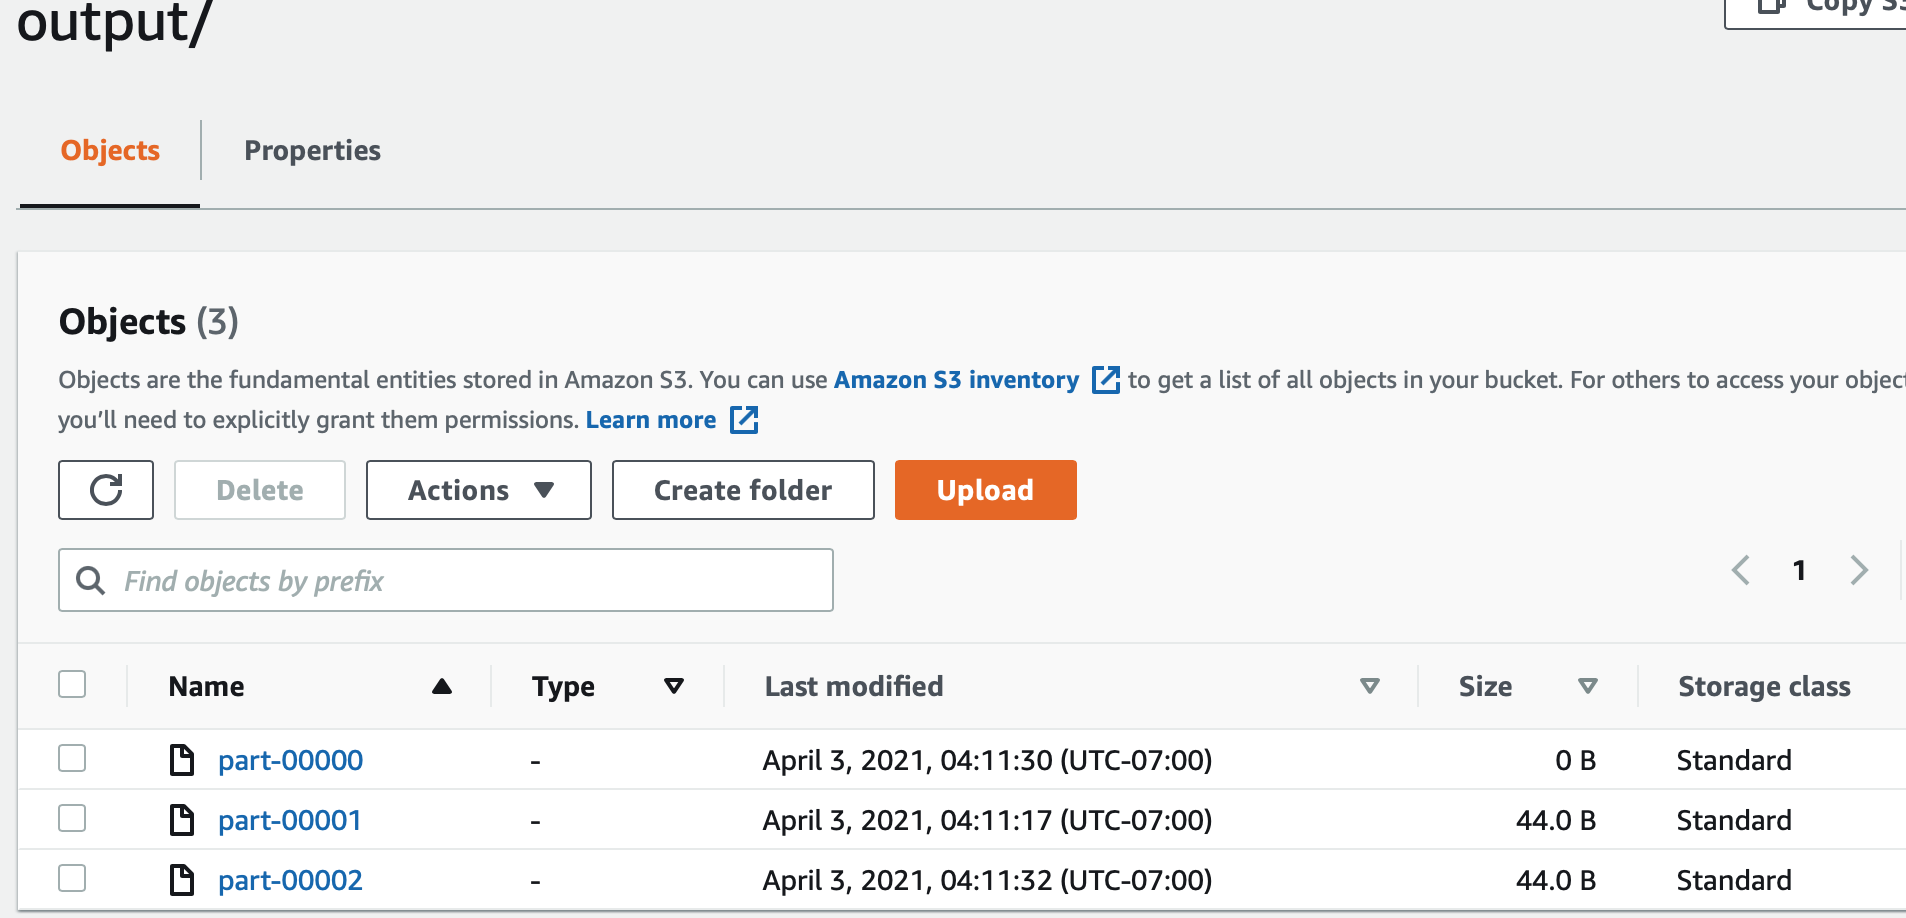 output/
Copy S3
Objects
Properties
Objects (3)
Objects are the fundamental entities stored in Amazon S3. You can use Amazon S3 inventory to get a list of all objects in your bucket. For others to access your objec
you’ll need to explicitly grant them permissions. Learn more
Delete
Actions
Create folder
Upload
Find objects by prefix
1
Name Type Last modified Size Storage class
part-00000 - April 3, 2021, 04:11:30 (UTC-07:00) 0 B Standard
part-00001 - April 3, 2021, 04:11:17 (UTC-07:00) 44.0 B Standard
part-00002 - April 3, 2021, 04:11:32 (UTC-07:00) 44.0 B Standard